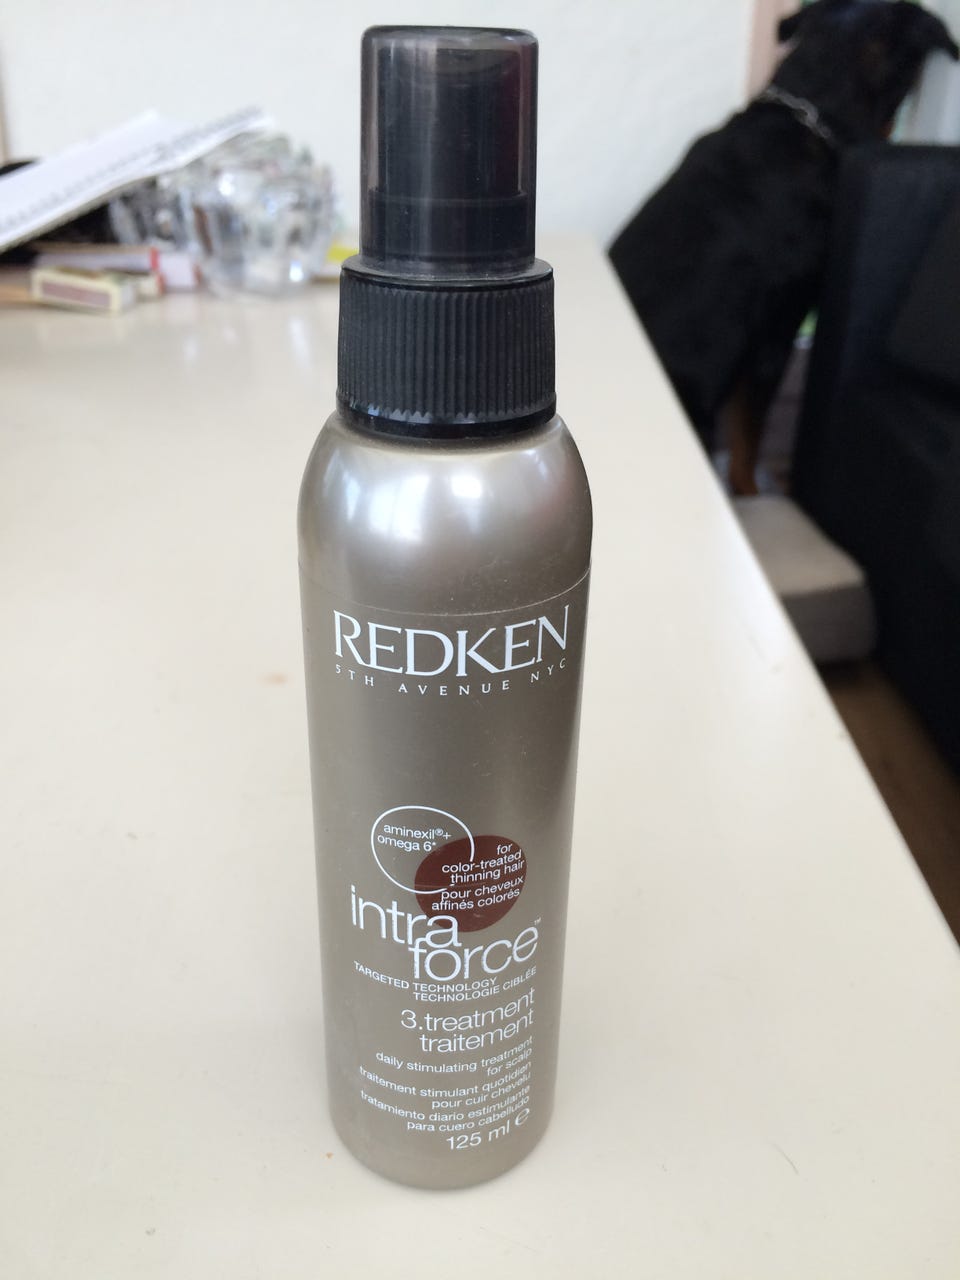 REDKEN
5TH AVENUE NYC
aminexil®+
omega 6*
for
color-treated
thinning hair
pour cheveux
affinés colorés
intra
force™
TARGETED TECHNOLOGY
TECHNOLOGIE CIBLÉE
3.treatment
traitement
daily stimulating treatment
for scalp
traitement stimulant quotidien
pour cuir chevelu
tratamiento diario estimulante
para cuero cabelludo
125 ml ℮